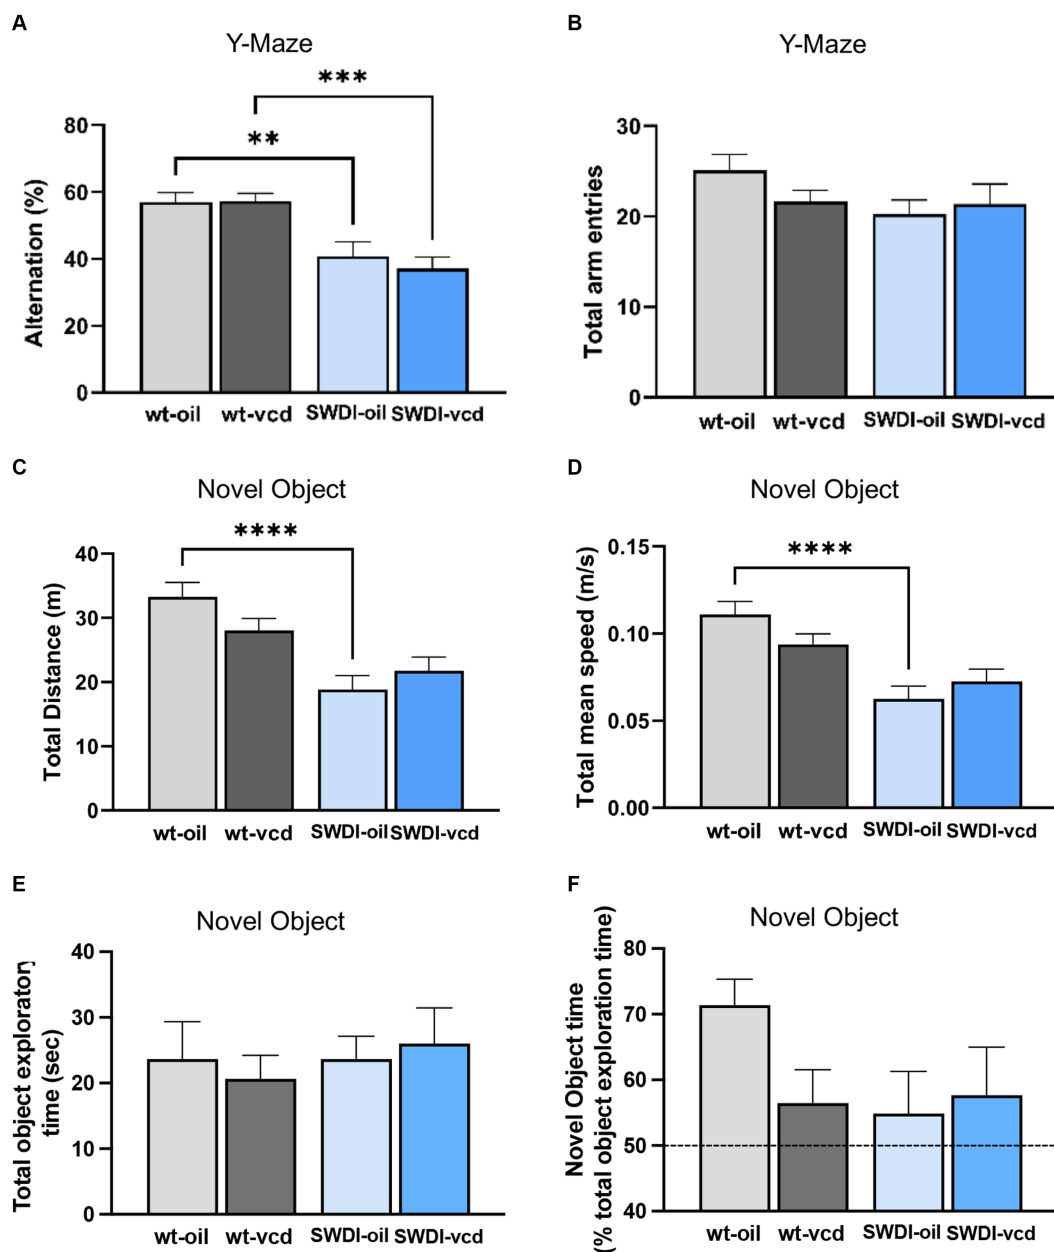 A
Y-Maze
Alternation (%)
80
60
40
20
0
***
**
wt-oil wt-vcd SWDI-oil SWDI-vcd
B
Y-Maze
Total arm entries
30
20
10
0
wt-oil wt-vcd SWDI-oil SWDI-vcd
C
Novel Object
Total Distance (m)
40
30
20
10
0
****
wt-oil wt-vcd SWDI-oil SWDI-vcd
D
Novel Object
Total mean speed (m/s)
0.15
0.10
0.05
0.00
****
wt-oil wt-vcd SWDI-oil SWDI-vcd
E
Novel Object
Total object exploratory
time (sec)
40
30
20
10
0
wt-oil wt-vcd SWDI-oil SWDI-vcd
F
Novel Object
Novel Object time
(% total object exploration time)
80
70
60
50
40
wt-oil wt-vcd SWDI-oil SWDI-vcd